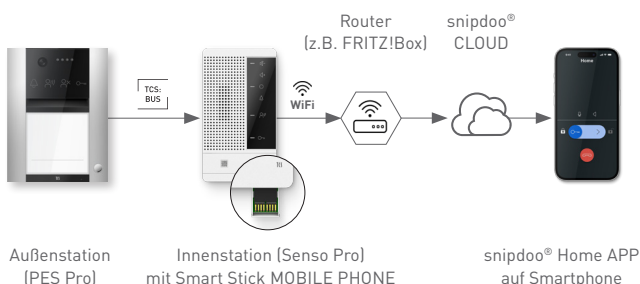 Router
(z.B. FRITZ!Box)
snipdoo®
CLOUD
TCS:
BUS
WiFi
Home
Außenstation
(PES Pro)
Innenstation (Senso Pro)
mit Smart Stick MOBILE PHONE
snipdoo® Home APP
auf Smartphone